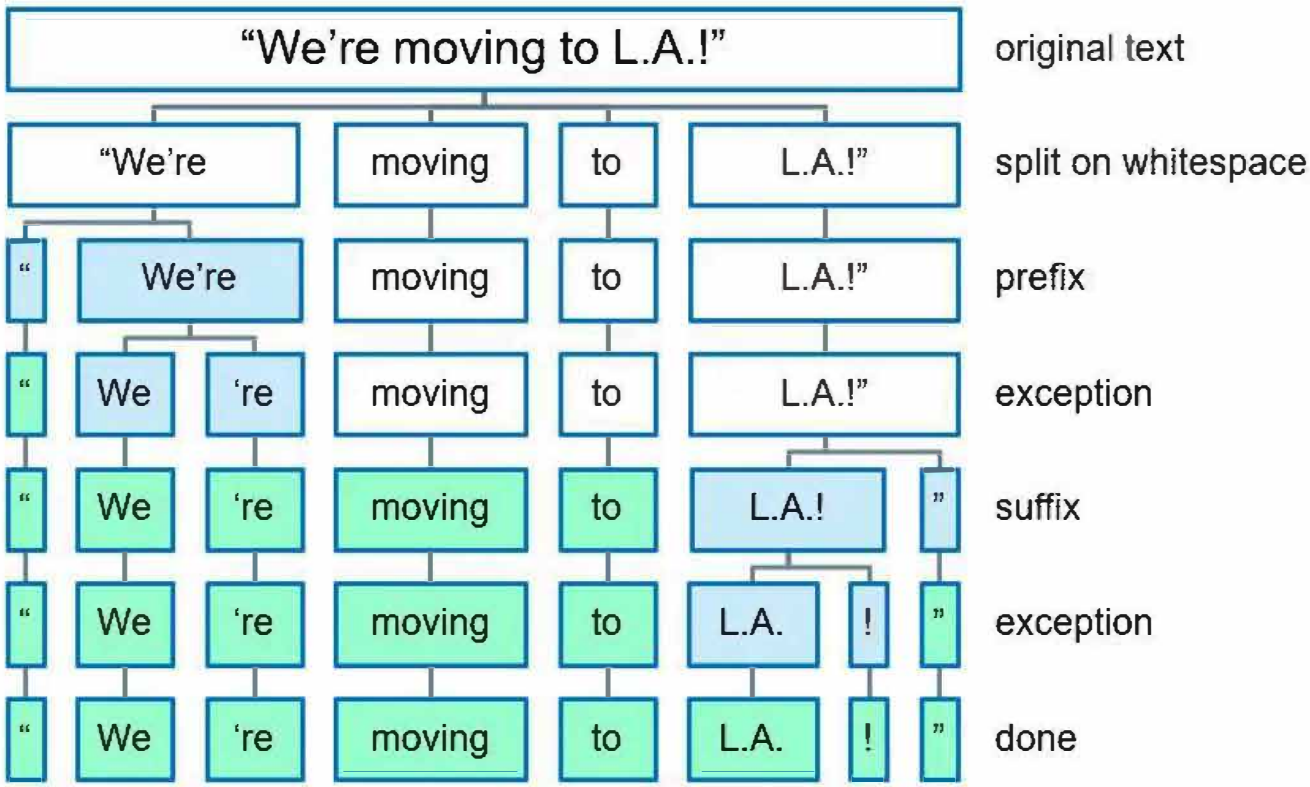 “We’re moving to L.A.!” original text
“We’re moving to L.A.!” split on whitespace
“ We’re moving to L.A.!” prefix
“ We ‘re moving to L.A.!” exception
“ We ‘re moving to L.A.! ” suffix
“ We ‘re moving to L.A. ! ” exception
“ We ‘re moving to L.A. ! ” done